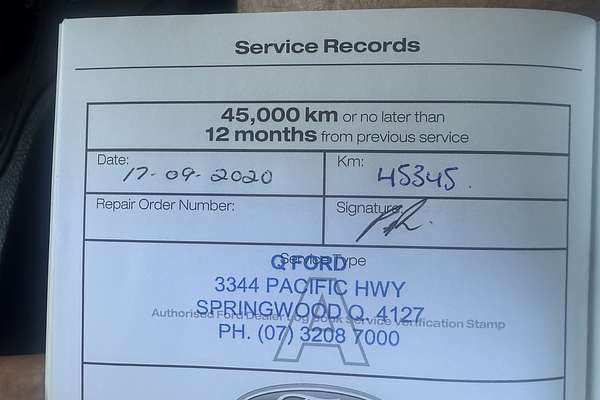 Service Records
45,000 km or no later than
12 months from previous service
Date: 17-09-2020
Km: 45345.
Repair Order Number:
Signature:
Service Type
Q FORD
3344 PACIFIC HWY
SPRINGWOOD Q. 4127
Authorised Ford Dealer Log Book Service Verification Stamp
PH. (07) 3208 7000
A